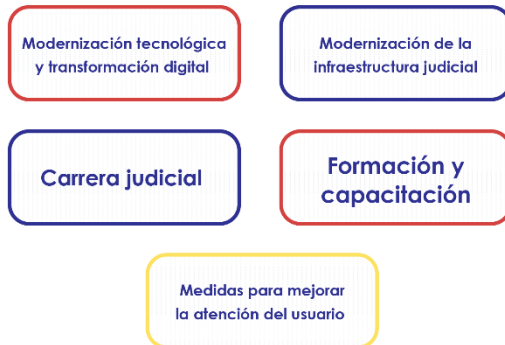 Modernización tecnológica
y transformación digital
Modernización de la
infraestructura judicial
Carrera judicial
Formación y
capacitación
Medidas para mejorar
la atención del usuario